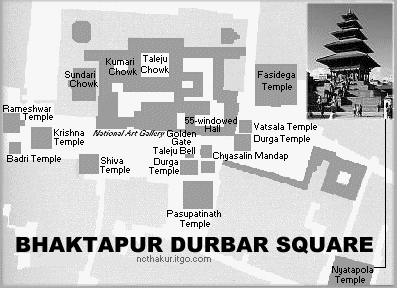 Taleju
Chowk
Kumari
Chowk
Sundari
Chowk
Fasidega
Temple
Rameshwar
Temple
55-windowed
Hall
Vatsala Temple
Krishna
Temple
National Art Gallery
Golden
Gate
Durga Temple
Taleju Bell
Chyasalin Mandap
Badri Temple
Shiva
Temple
Durga
Temple
Pasupatinath
Temple
BHAKTAPUR DURBAR SQUARE
ncthakur.itgo.com
Nyatapola
Temple